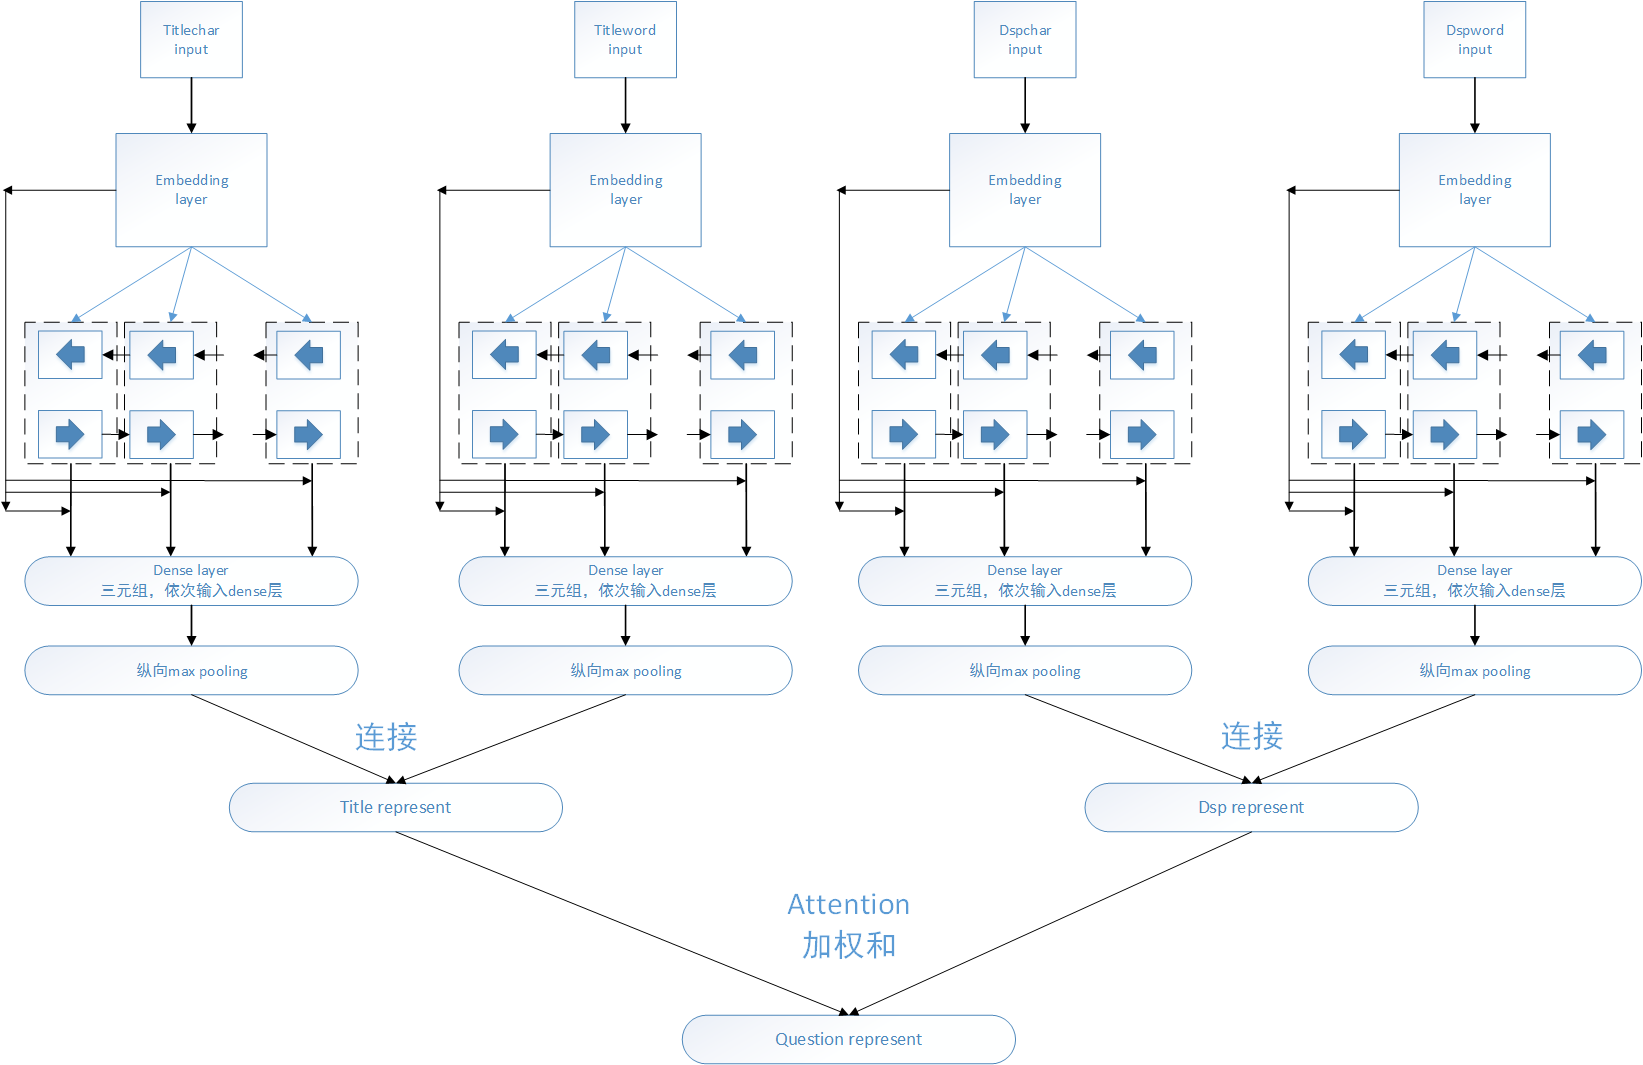 Titlechar
input
Titleword
input
Dspchar
input
Dspword
input
Embedding
layer
Embedding
layer
Embedding
layer
Embedding
layer
Dense layer
三元组，依次输入dense层
Dense layer
三元组，依次输入dense层
Dense layer
三元组，依次输入dense层
Dense layer
三元组，依次输入dense层
纵向max pooling
纵向max pooling
纵向max pooling
纵向max pooling
连接
连接
Title represent
Dsp represent
Attention
加权和
Question represent